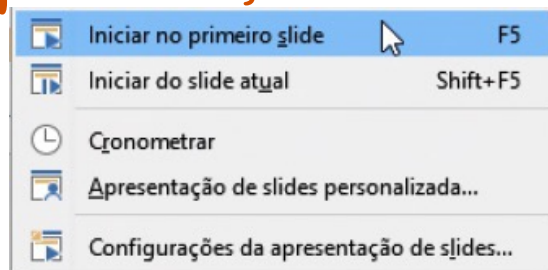 Iniciar no primeiro slide F5
Iniciar do slide atual Shift+F5
Cronometrar
Apresentação de slides personalizada...
Configurações da apresentação de slides...